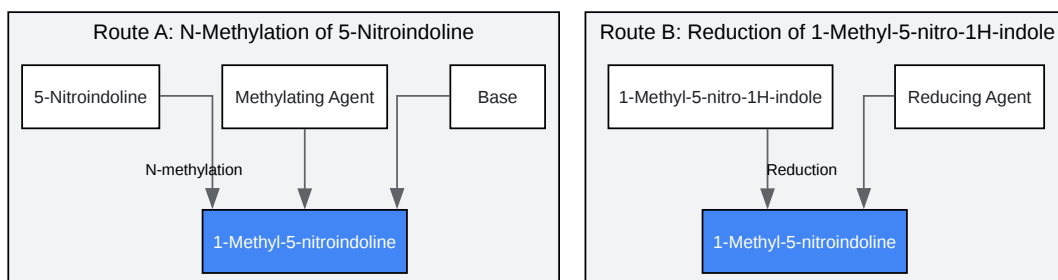 Route A: N-Methylation of 5-Nitroindoline
5-Nitroindoline
Methylating Agent
Base
N-methylation
1-Methyl-5-nitroindoline
Route B: Reduction of 1-Methyl-5-nitro-1H-indole
1-Methyl-5-nitro-1H-indole
Reducing Agent
Reduction
1-Methyl-5-nitroindoline